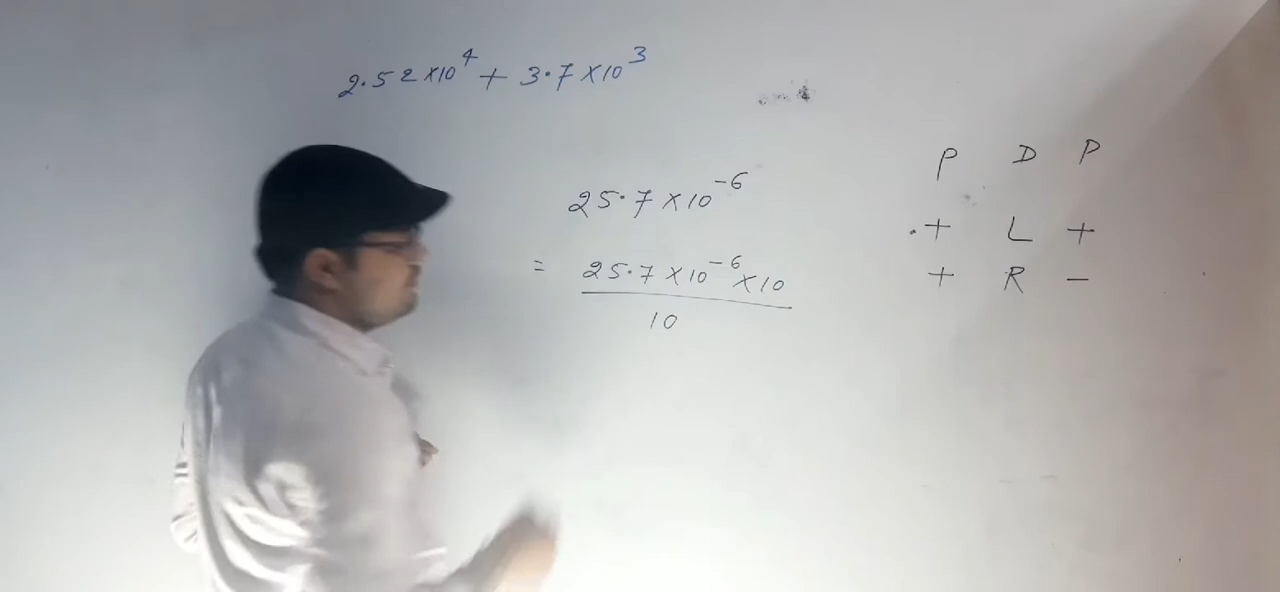 2.52 × 10⁴ + 3.7 × 10³
25.7 × 10⁻⁶
= 25.7 × 10⁻⁶ × 10
10
P D P
+ L +
+ R −